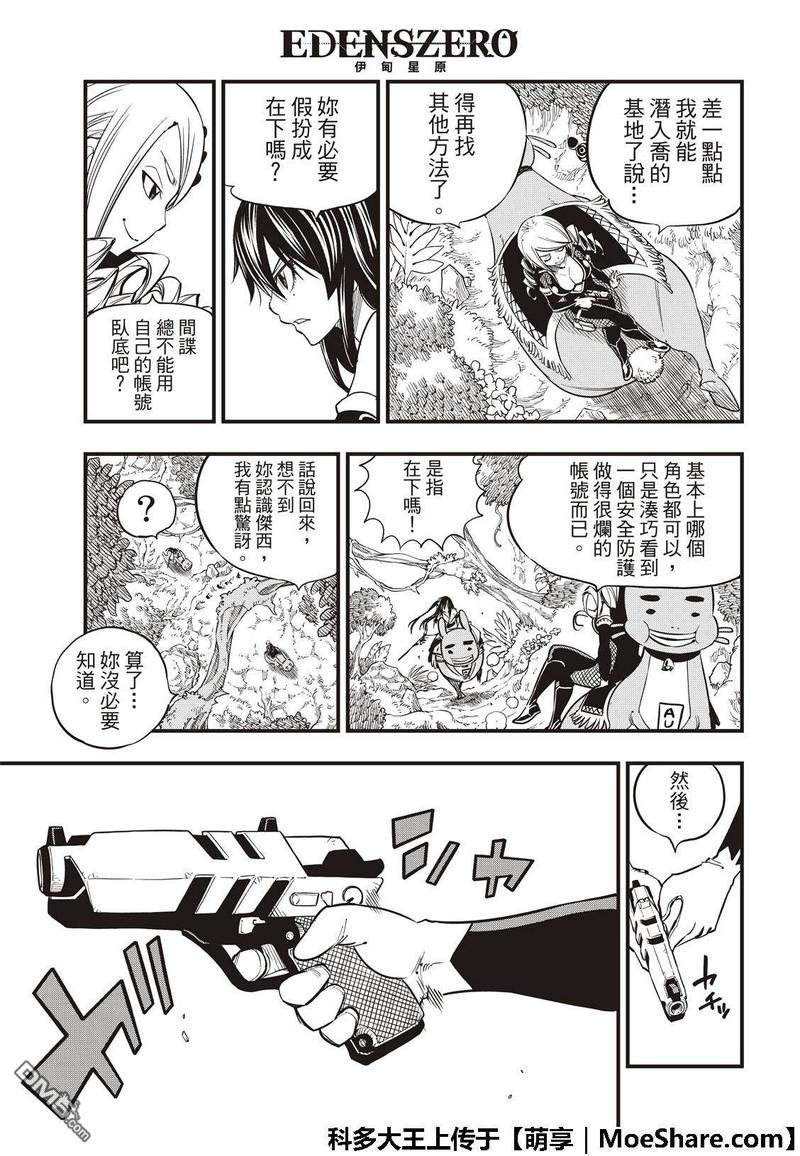 EDENSZERO
伊甸星原
差一點點
我就能
潛入喬的
基地了說…
得再找
其他方法了。
妳有必要
假扮成
在下嗎？
間諜
總不能用
自己的帳號
臥底吧？
基本上哪個
角色都可以，
只是湊巧看到
一個安全防護
做得很爛的
帳號而已。
是指
在下嗎！
AU
話說回來，
想不到
妳認識傑西，
我有點驚訝。
？
算了…
妳沒必要
知道。
然後…
カチッ
バッ
科多大王上传于【萌享｜MoeShare.com】